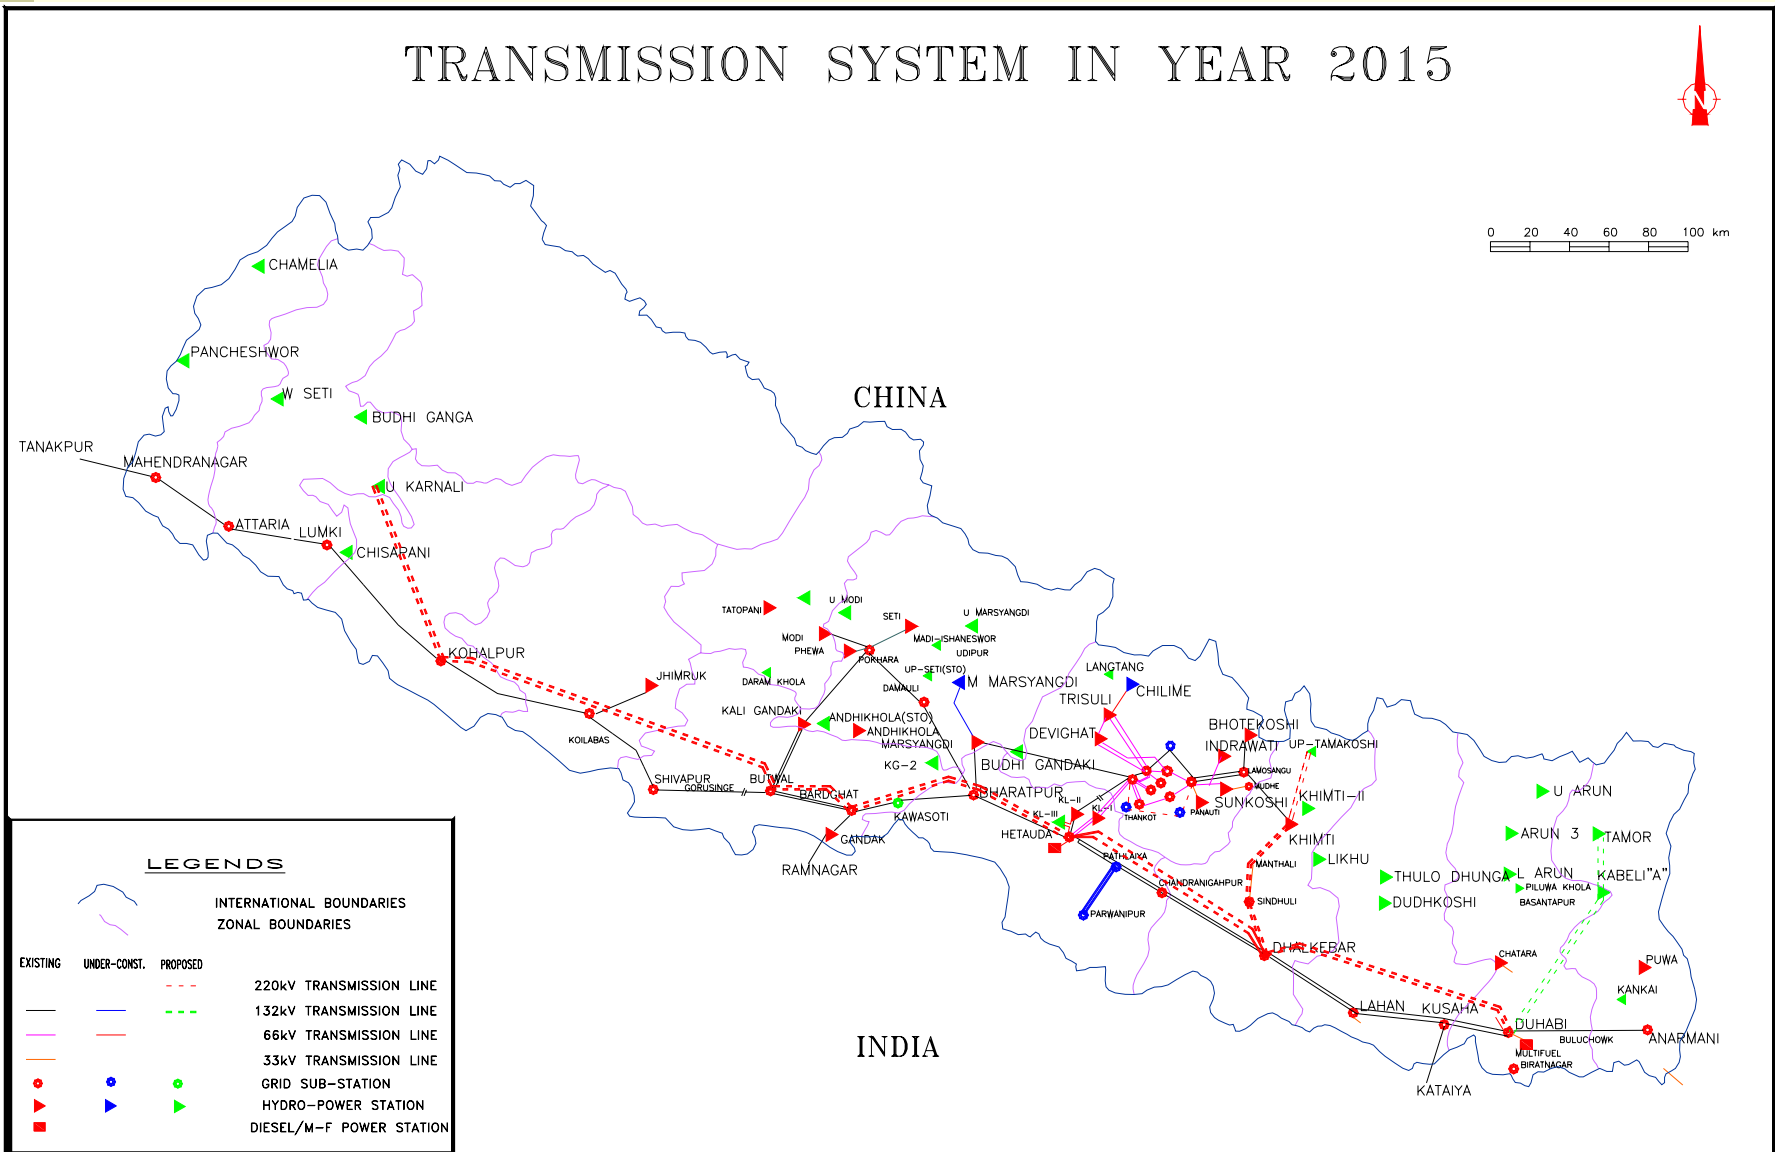 TRANSMISSION SYSTEM IN YEAR 2015
N
0 20 40 60 80 100 km
CHAMELIA
PANCHESHWOR
W SETI
CHINA
BUDHI GANGA
TANAKPUR
MAHENDRANAGAR
U KARNALI
ATTARIA
LUMKI
CHISAPANI
TATOPANI
U MODI
SETI
U MARSYANGDI
MODI
MADI-ISHANESWOR
PHEWA
UDIPUR
POKHARA
KOHALPUR
UP-SETI(STO)
LANGTANG
JHIMRUK
DARAM KHOLA
DAMAULI
M MARSYANGDI
CHILIME
TRISULI
KALI GANDAKI
ANDHIKHOLA(STO)
ANDHIKHOLA
DEVIGHAT
BHOTEKOSHI
KOILABAS
MARSYANGDI
INDRAWATI
UP-TAMAKOSHI
KG-2
BUDHI GANDAKI
LAMOSANGU
SHIVAPUR
BUTWAL
GORUSINGE
BARDGHAT
BHARATPUR
KL-II
KL-I
SUNKOSHI
KHIMTI-II
U ARUN
KAWASOTI
KL-III
THANKOT
PANAUTI
HETAUDA
GANDAK
KHIMTI
ARUN 3
TAMOR
RAMNAGAR
PATHLAIYA
MANTHALI
LIKHU
CHANDRANIGAHPUR
THULO DHUNGA
L ARUN
KABELI"A"
PILUWA KHOLA
SINDHULI
DUDHKOSHI
BASANTAPUR
PARWANIPUR
DHALKEBAR
CHATARA
PUWA
KANKAI
LAHAN
KUSAHA
DUHABI
BULUCHOWK
ANARMANI
MULTIFUEL
BIRATNAGAR
KATAIYA
INDIA
LEGENDS
INTERNATIONAL BOUNDARIES
ZONAL BOUNDARIES
EXISTING UNDER-CONST. PROPOSED
220kV TRANSMISSION LINE
132kV TRANSMISSION LINE
66kV TRANSMISSION LINE
33kV TRANSMISSION LINE
GRID SUB-STATION
HYDRO-POWER STATION
DIESEL/M-F POWER STATION